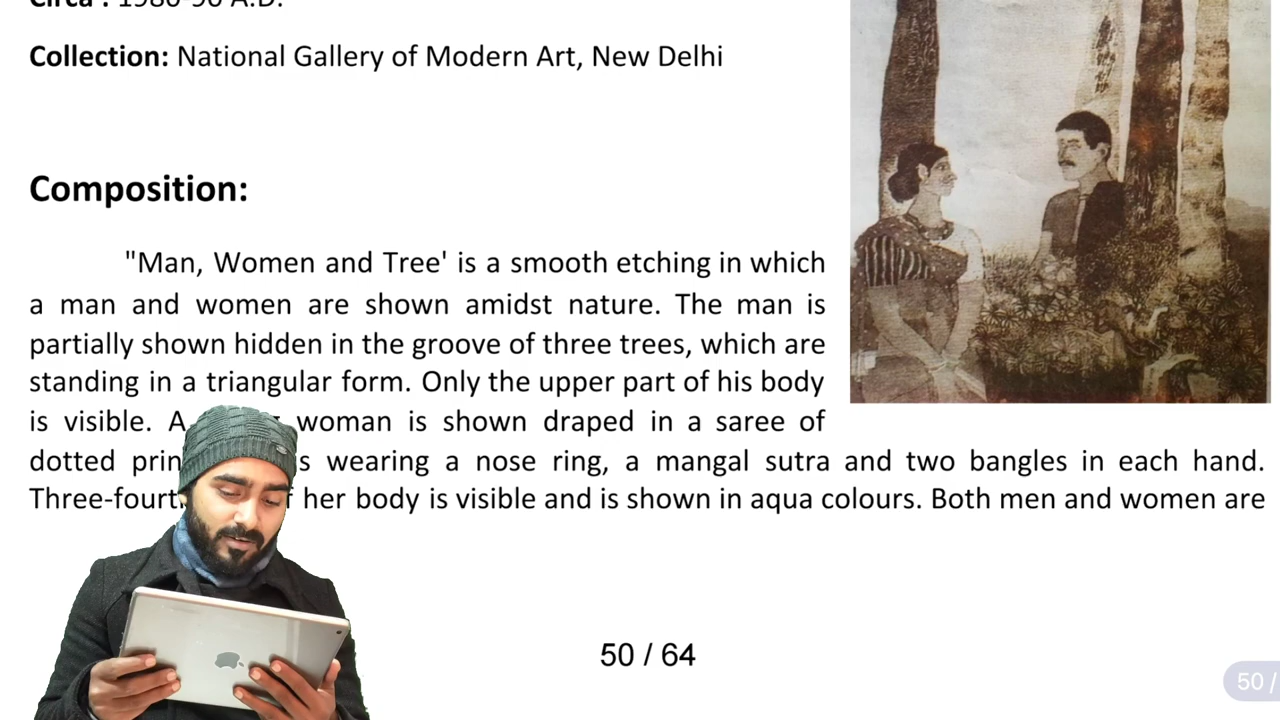 Circa : 1980-90 A.D.
Collection: National Gallery of Modern Art, New Delhi
Composition:
"Man, Women and Tree' is a smooth etching in which
a man and women are shown amidst nature. The man is
partially shown hidden in the groove of three trees, which are
standing in a triangular form. Only the upper part of his body
is visible. A woman is shown draped in a saree of
dotted prin wearing a nose ring, a mangal sutra and two bangles in each hand.
Three-fourt her body is visible and is shown in aqua colours. Both men and women are
50 / 64
50 /